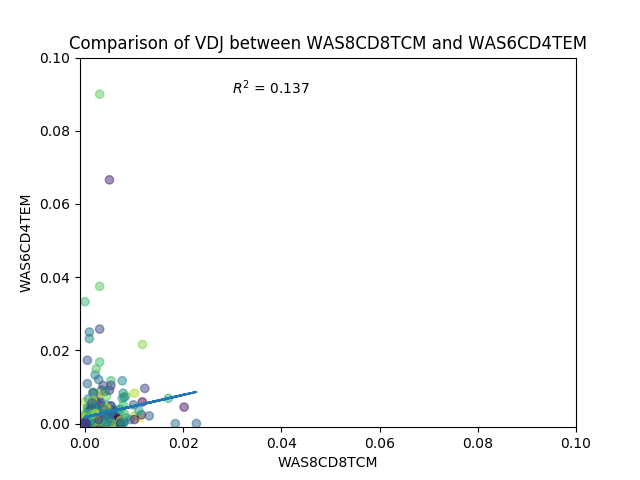 Comparison of VDJ between WAS8CD8TCM and WAS6CD4TEM
0.10
R² = 0.137
0.08
0.06
WAS6CD4TEM
0.04
0.02
0.00
0.00 0.02 0.04 0.06 0.08 0.10
WAS8CD8TCM